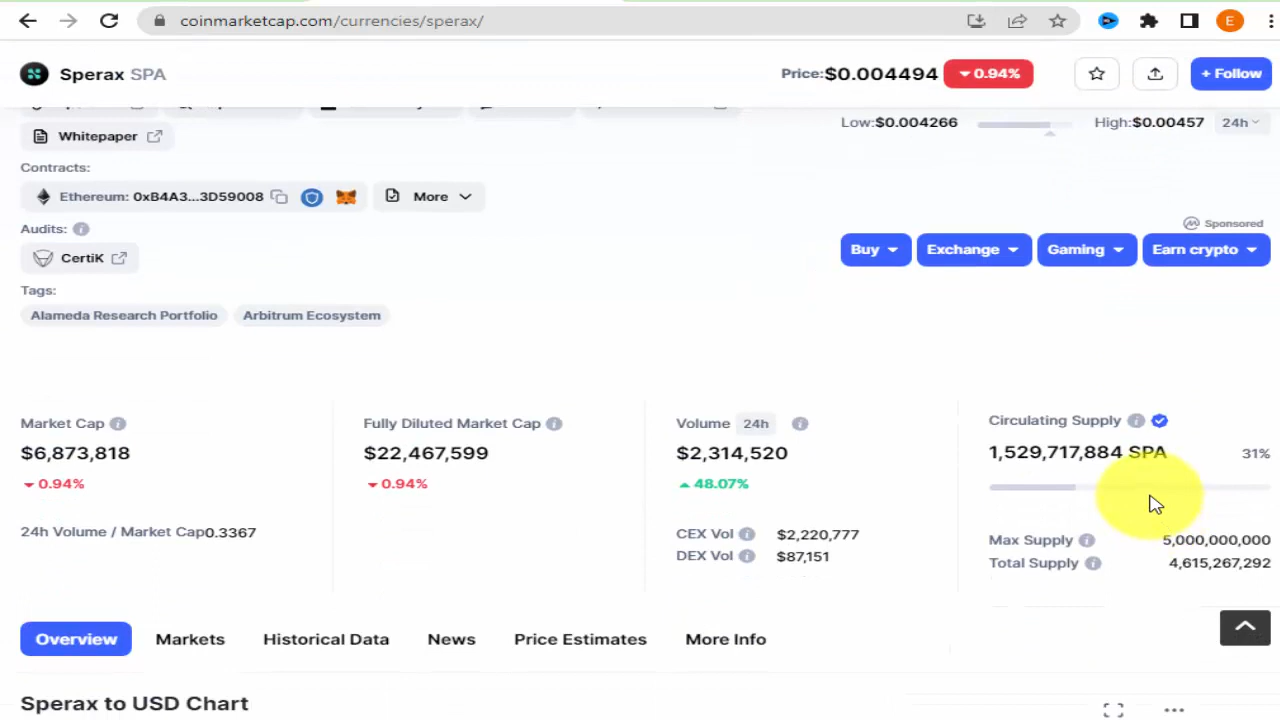 coinmarketcap.com/currencies/sperax/
E
Sperax SPA
Price:$0.004494 0.94%
+ Follow
Low:$0.004266 High:$0.00457 24h
Whitepaper
Contracts:
Ethereum: 0xB4A3...3D59008 More
Audits:
Sponsored
CertiK
Buy Exchange Gaming Earn crypto
Tags:
Alameda Research Portfolio Arbitrum Ecosystem
Market Cap
$6,873,818
0.94%
24h Volume / Market Cap0.3367
Fully Diluted Market Cap
$22,467,599
0.94%
Volume 24h
$2,314,520
48.07%
CEX Vol $2,220,777
DEX Vol $87,151
Circulating Supply
1,529,717,884 SPA 31%
Max Supply 5,000,000,000
Total Supply 4,615,267,292
Overview Markets Historical Data News Price Estimates More Info
Sperax to USD Chart